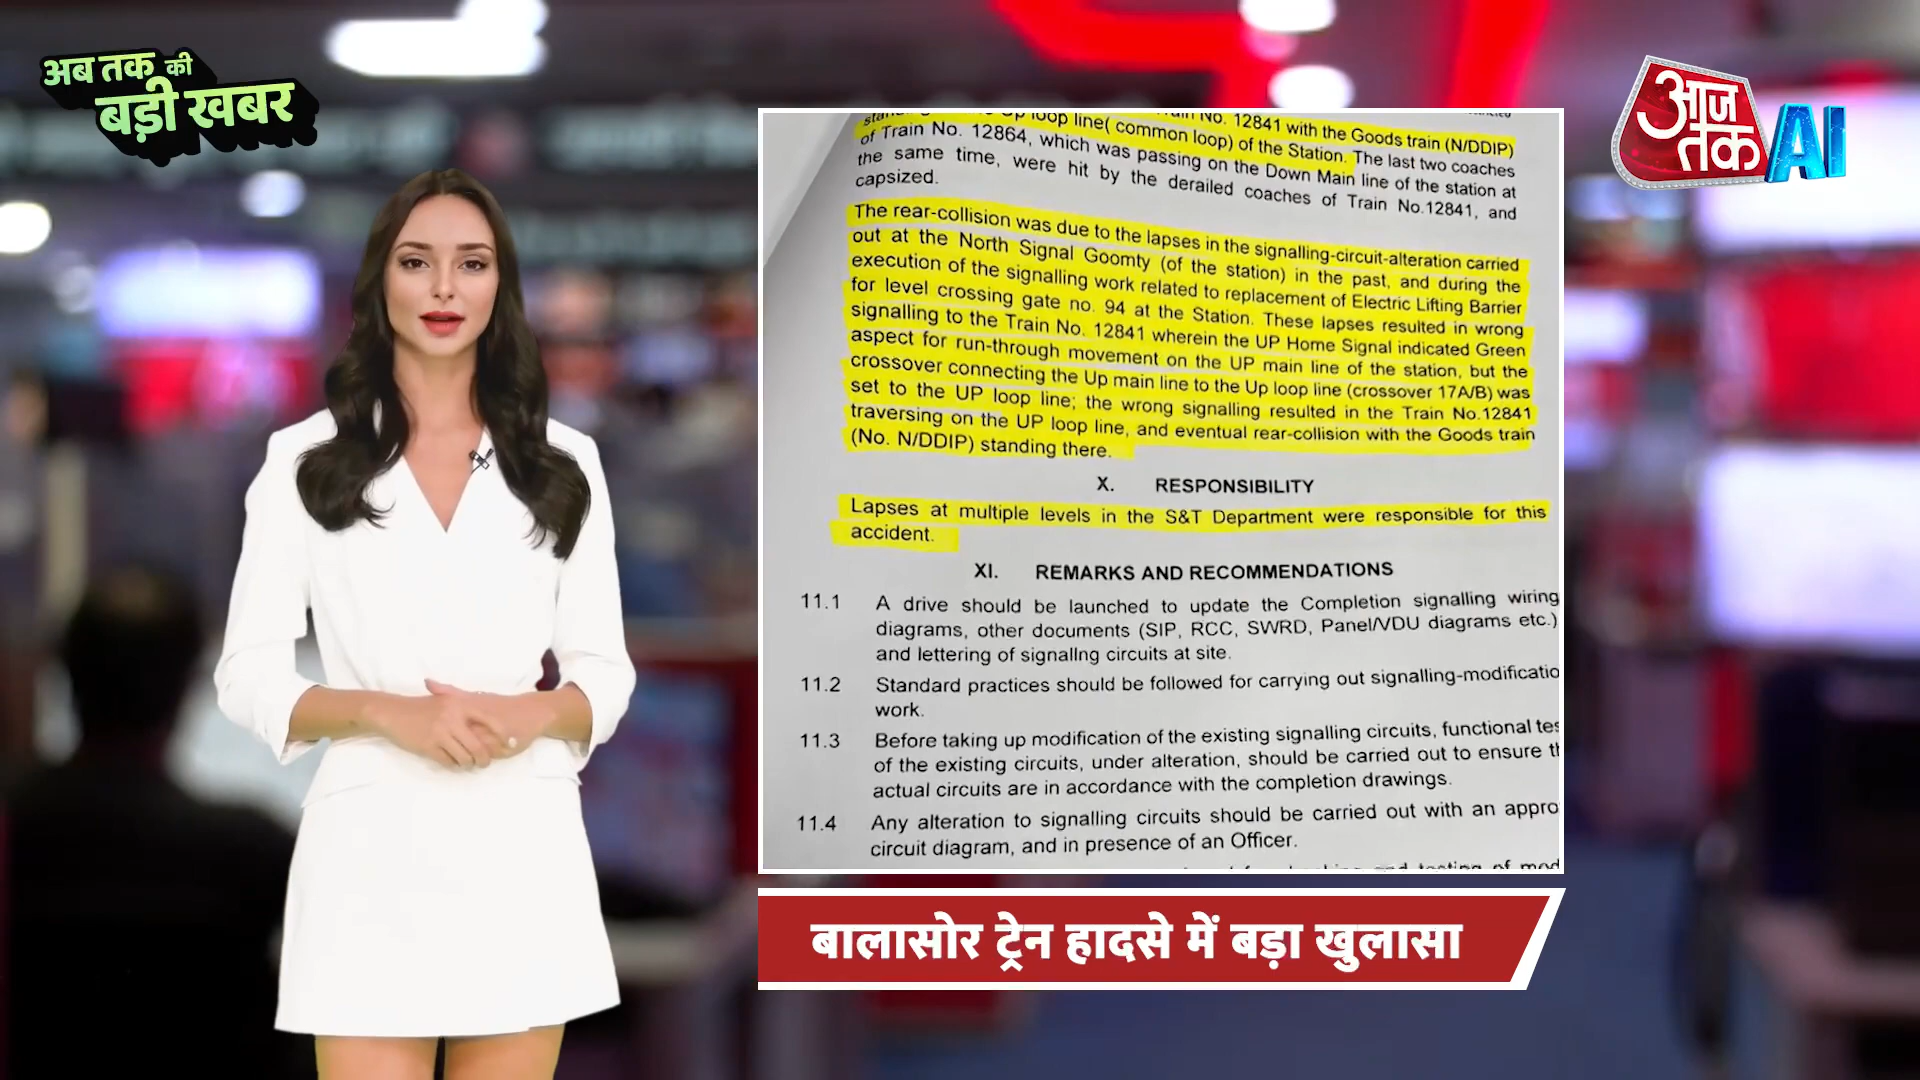 अब तक की
बड़ी खबर
आज
तक AI
No. 12841 with the Goods train (N/DDIP)
loop line( common loop) of the Station. The last two coaches
of Train No. 12864, which was passing on the Down Main line of the station at
the same time, were hit by the derailed coaches of Train No.12841, and
capsized.
The rear-collision was due to the lapses in the signalling-circuit-alteration carried
out at the North Signal Goomty (of the station) in the past, and during the
execution of the signalling work related to replacement of Electric Lifting Barrier
for level crossing gate no. 94 at the Station. These lapses resulted in wrong
signalling to the Train No. 12841 wherein the UP Home Signal indicated Green
aspect for run-through movement on the UP main line of the station, but the
crossover connecting the Up main line to the Up loop line (crossover 17A/B) was
set to the UP loop line; the wrong signalling resulted in the Train No.12841
traversing on the UP loop line, and eventual rear-collision with the Goods train
(No. N/DDIP) standing there.
X. RESPONSIBILITY
Lapses at multiple levels in the S&T Department were responsible for this
accident.
XI. REMARKS AND RECOMMENDATIONS
11.1 A drive should be launched to update the Completion signalling wiring
diagrams, other documents (SIP, RCC, SWRD, Panel/VDU diagrams etc.)
and lettering of signallng circuits at site.
11.2 Standard practices should be followed for carrying out signalling-modificatio
work.
11.3 Before taking up modification of the existing signalling circuits, functional tes
of the existing circuits, under alteration, should be carried out to ensure th
actual circuits are in accordance with the completion drawings.
11.4 Any alteration to signalling circuits should be carried out with an appro
circuit diagram, and in presence of an Officer.
बालासोर ट्रेन हादसे में बड़ा खुलासा